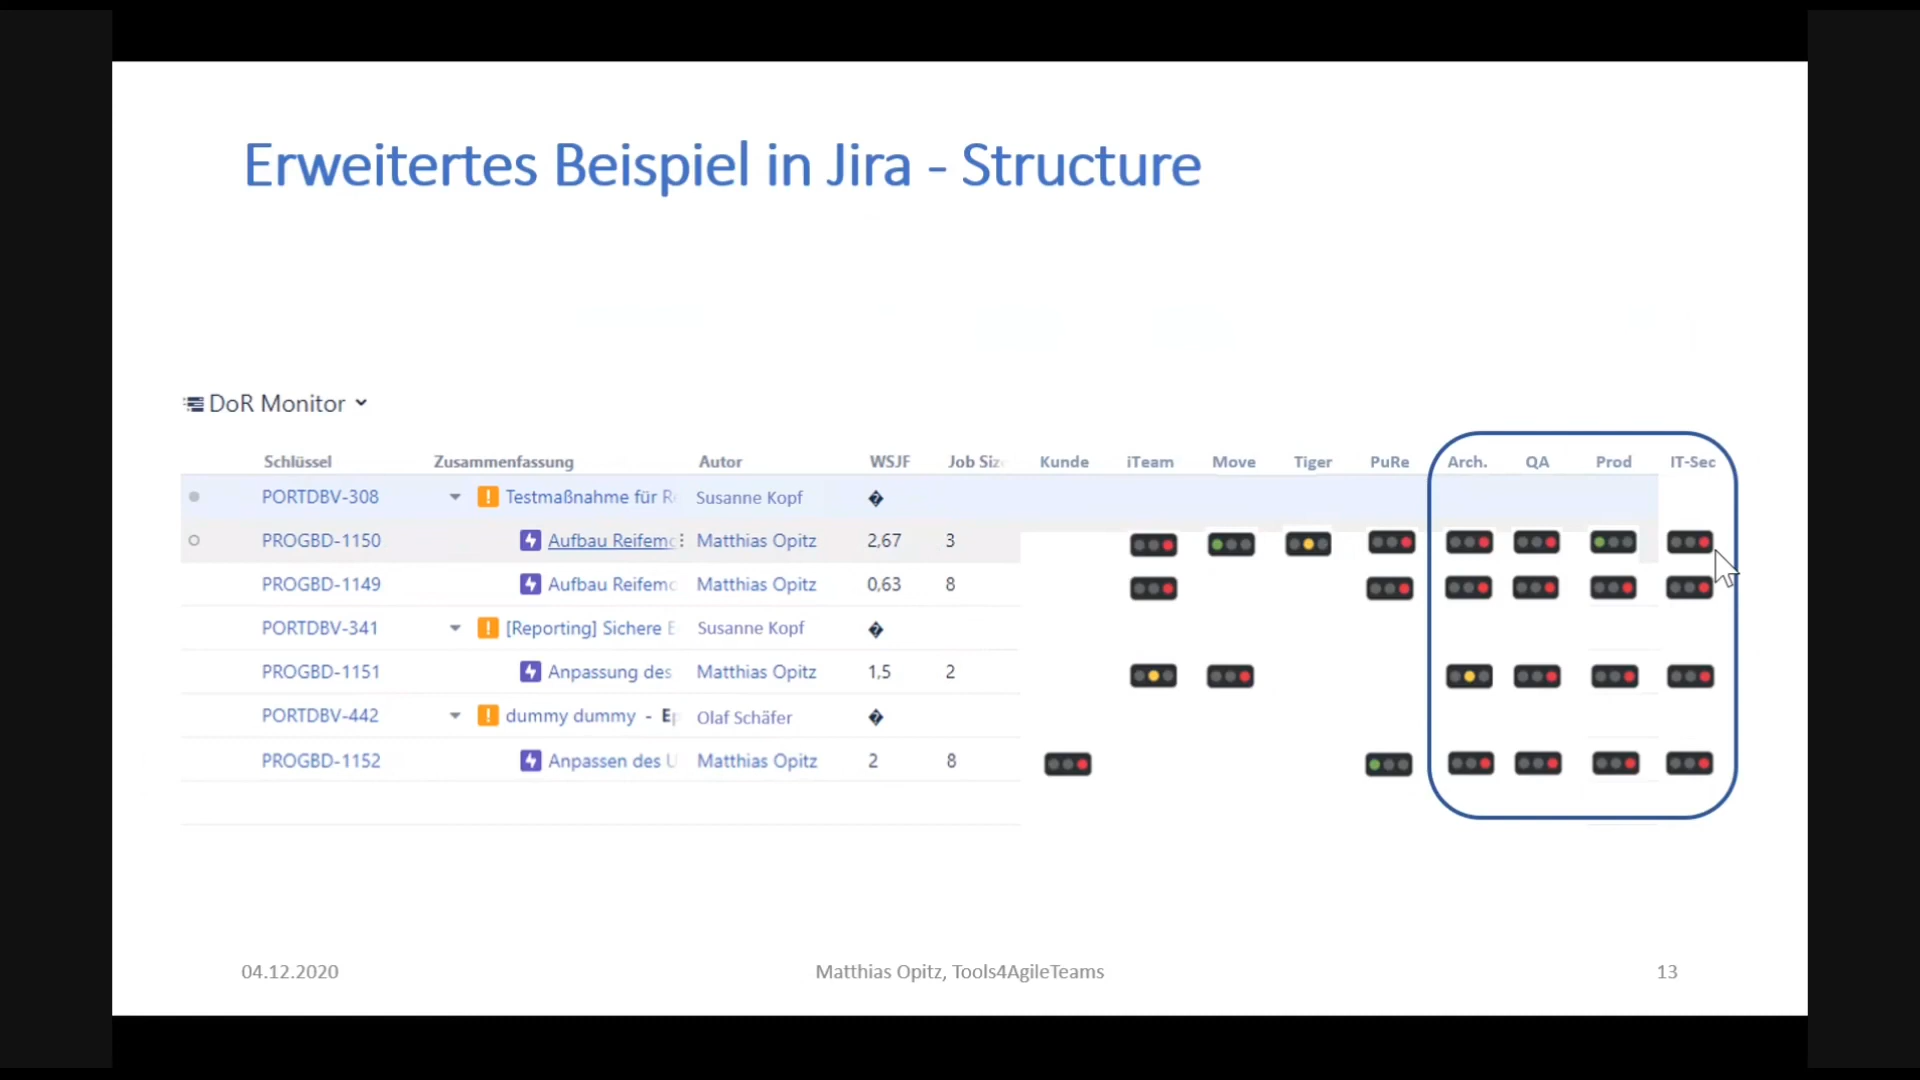 Erweitertes Beispiel in Jira - Structure
DoR Monitor
Schlüssel Zusammenfassung Autor WSJF Job Siz Kunde iTeam Move Tiger PuRe Arch. QA Prod IT-Sec
PORTDBV-308 Testmaßnahme für R Susanne Kopf
PROGBD-1150 Aufbau Reifem Matthias Opitz 2,67 3
PROGBD-1149 Aufbau Reifem Matthias Opitz 0,63 8
PORTDBV-341 [Reporting] Sichere Susanne Kopf
PROGBD-1151 Anpassung des Matthias Opitz 1,5 2
PORTDBV-442 dummy dummy - Ep Olaf Schäfer
PROGBD-1152 Anpassen des U Matthias Opitz 2 8
04.12.2020 Matthias Opitz, Tools4AgileTeams 13